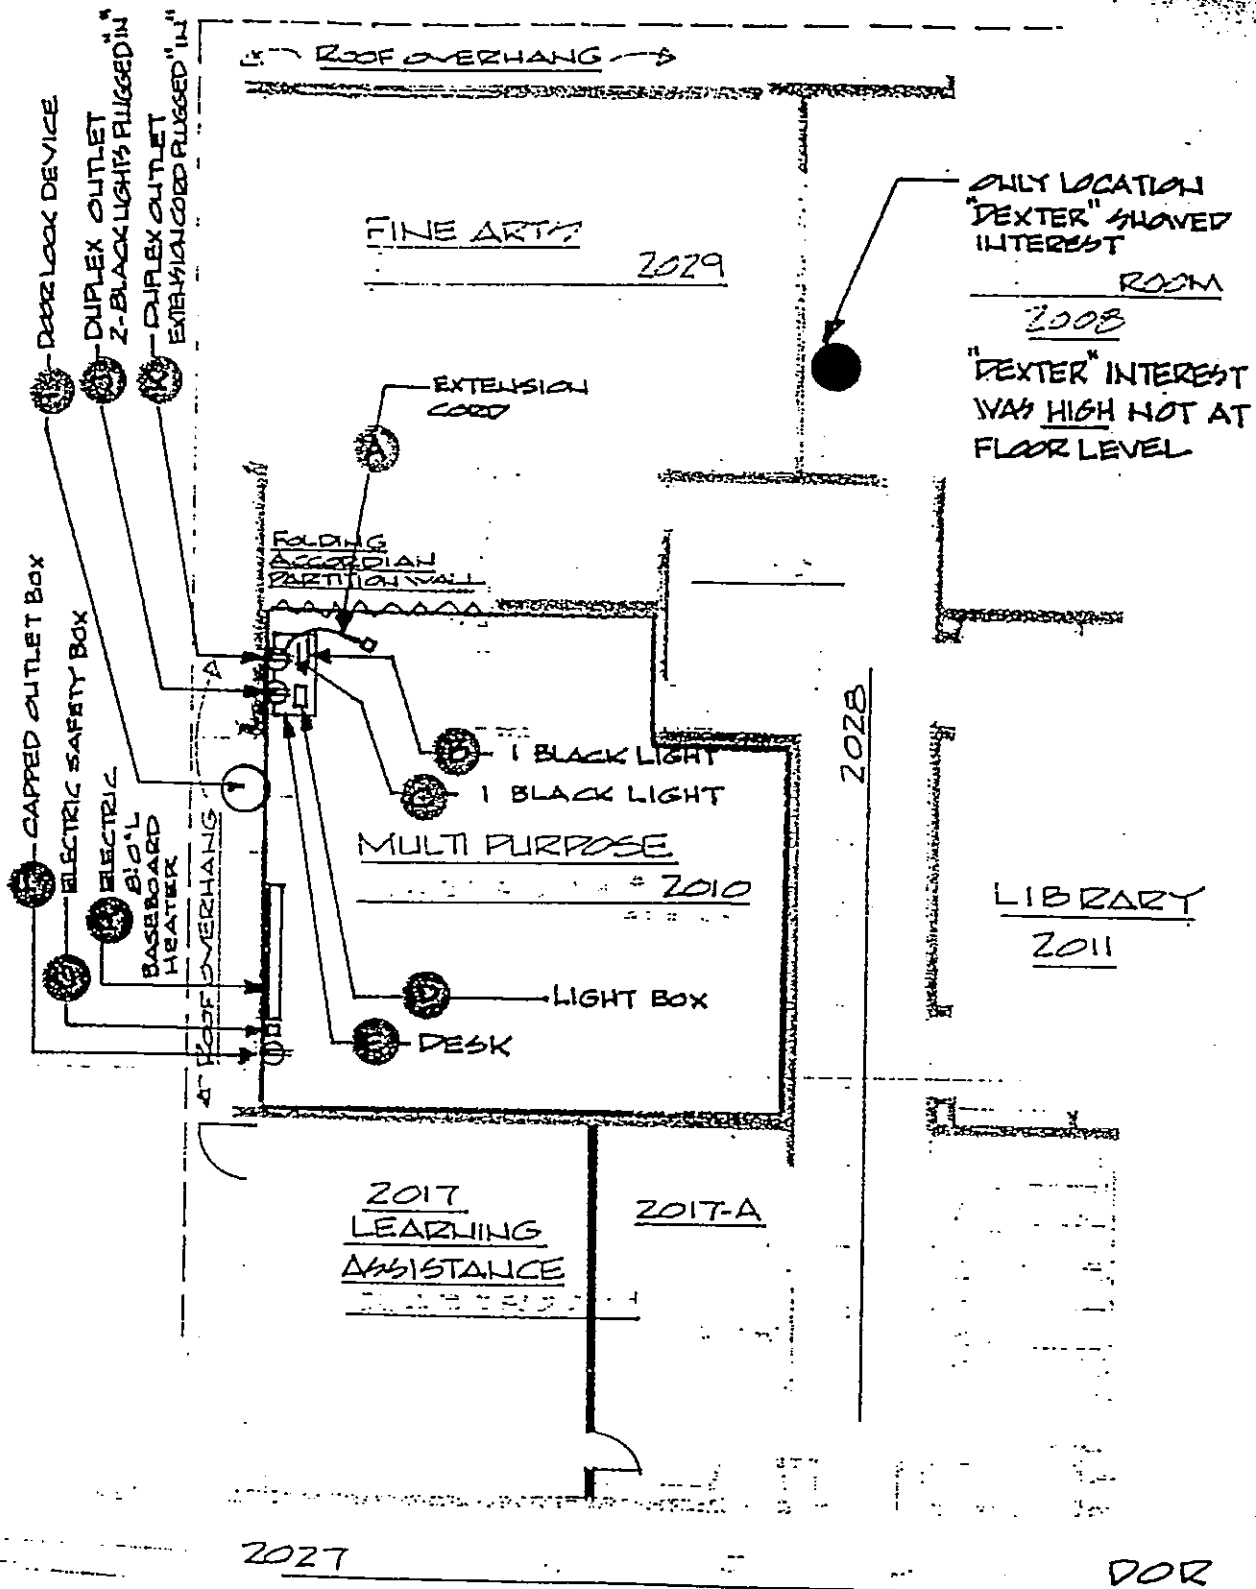 ROOF OVERHANG
DOOR LOCK DEVICE
DUPLEX OUTLET
2-BLACK LIGHTS PLUGGED "IN"
K
DUPLEX OUTLET
EXTENSION CORD PLUGGED "IN"
FINE ARTS
2029
ONLY LOCATION
"DEXTER" SHOWED
INTEREST
ROOM
2008
"DEXTER" INTEREST
WAS HIGH NOT AT
FLOOR LEVEL
EXTENSION
CORD
A
FOLDING
ACCORDIAN
PARTITION WALL
CAPPED OUTLET BOX
ELECTRIC SAFETY BOX
ELECTRIC
8'0"L
BASEBOARD
HEATER
ROOF OVERHANG
B
1 BLACK LIGHT
1 BLACK LIGHT
2028
MULTI PURPOSE
# 2010
LIBRARY
2011
D
LIGHT BOX
DESK
2017
LEARNING
ASSISTANCE
2017-A
2027
DOR